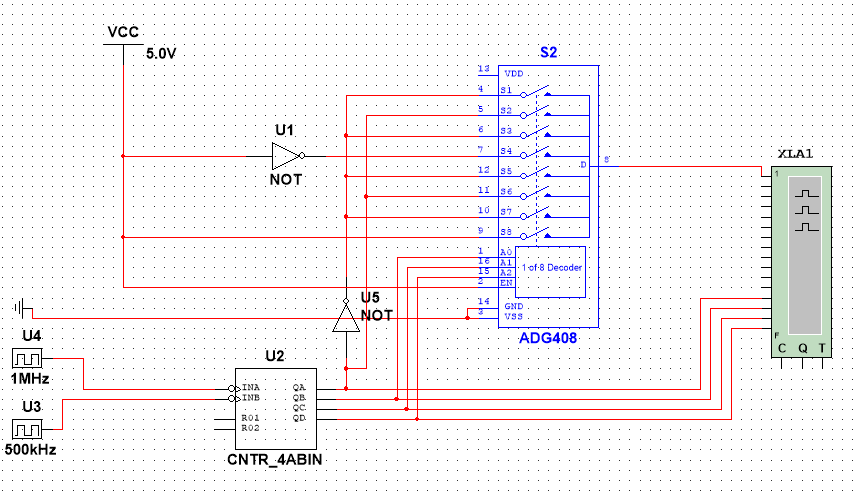 VCC
5.0V
S2
13 VDD
4 S1
5 S2
6 S3
U1
7 S4
NOT
12 S5
D 8
XLA1
1
11 S6
10 S7
9 S8
1 A0
16 A1
15 A2
1 of 8 Decoder
2 EN
U5
NOT
14 GND
3 VSS
ADG408
F
C Q T
U4
1MHz
U2
INA QA
INB QB
QC
U3
R01 QD
R02
500kHz
CNTR_4ABIN